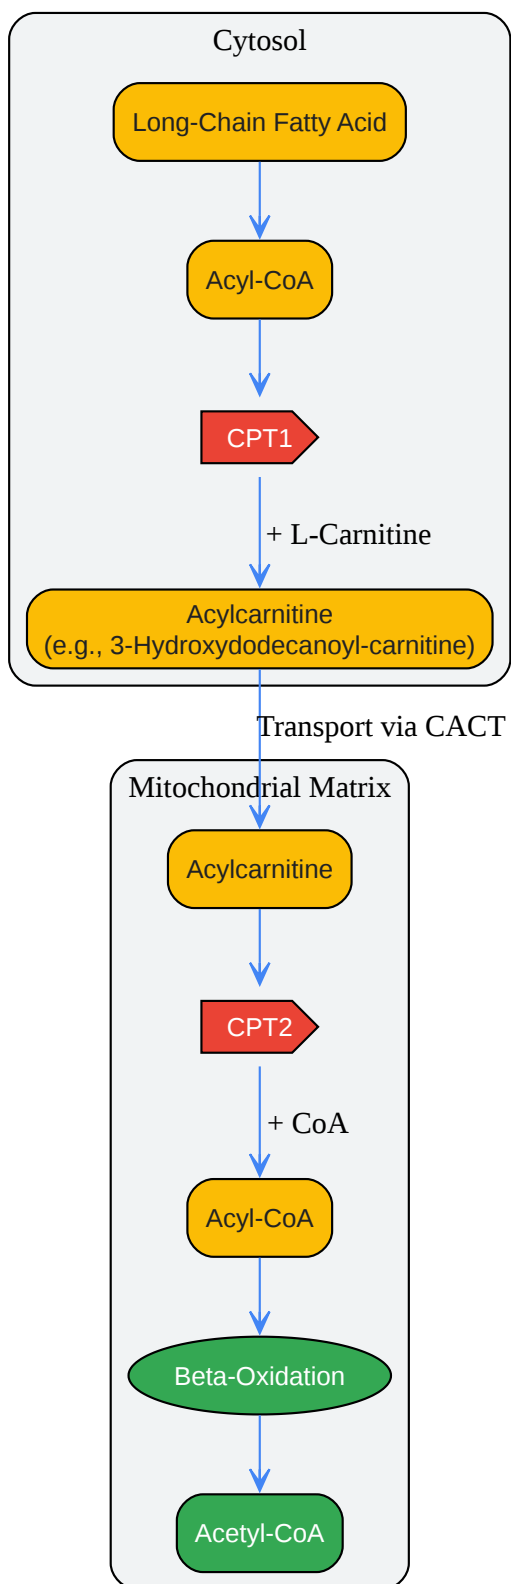 Cytosol
Long-Chain Fatty Acid
Acyl-CoA
CPT1
+ L-Carnitine
Acylcarnitine
(e.g., 3-Hydroxydodecanoyl-carnitine)
Transport via CACT
Mitochondrial Matrix
Acylcarnitine
CPT2
+ CoA
Acyl-CoA
Beta-Oxidation
Acetyl-CoA